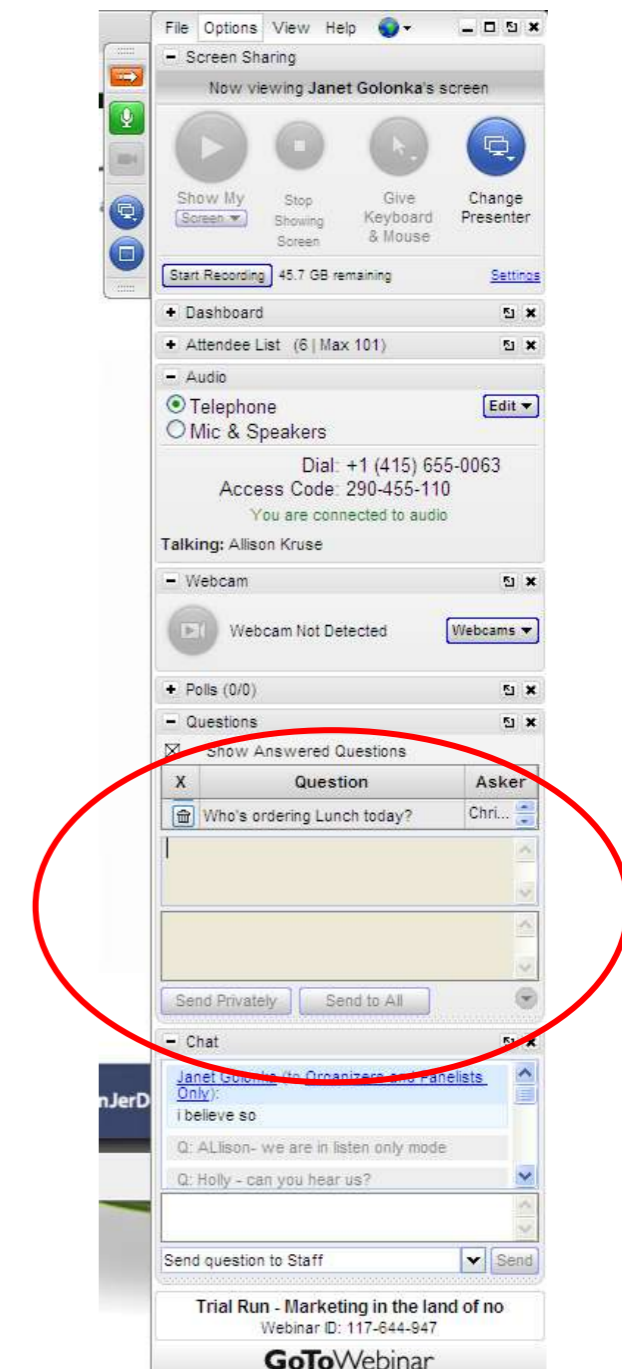 File Options View Help
Screen Sharing
Now viewing Janet Golonka's screen
Show My Screen
Stop Showing Screen
Give Keyboard & Mouse
Change Presenter
Start Recording 45.7 GB remaining Settings
Dashboard
Attendee List (6 | Max 101)
Audio
Telephone Edit
Mic & Speakers
Dial: +1 (415) 655-0063
Access Code: 290-455-110
You are connected to audio
Talking: Allison Kruse
Webcam
Webcam Not Detected Webcams
Polls (0/0)
Questions
Show Answered Questions
X Question Asker
Who's ordering Lunch today? Chri...
Send Privately Send to All
Chat
nJerD
Janet Golonka (to Organizers and Panelists
Only):
i believe so
Q: ALlison- we are in listen only mode
Q: Holly - can you hear us?
Send question to Staff Send
Trial Run - Marketing in the land of no
Webinar ID: 117-644-947
GoToWebinar